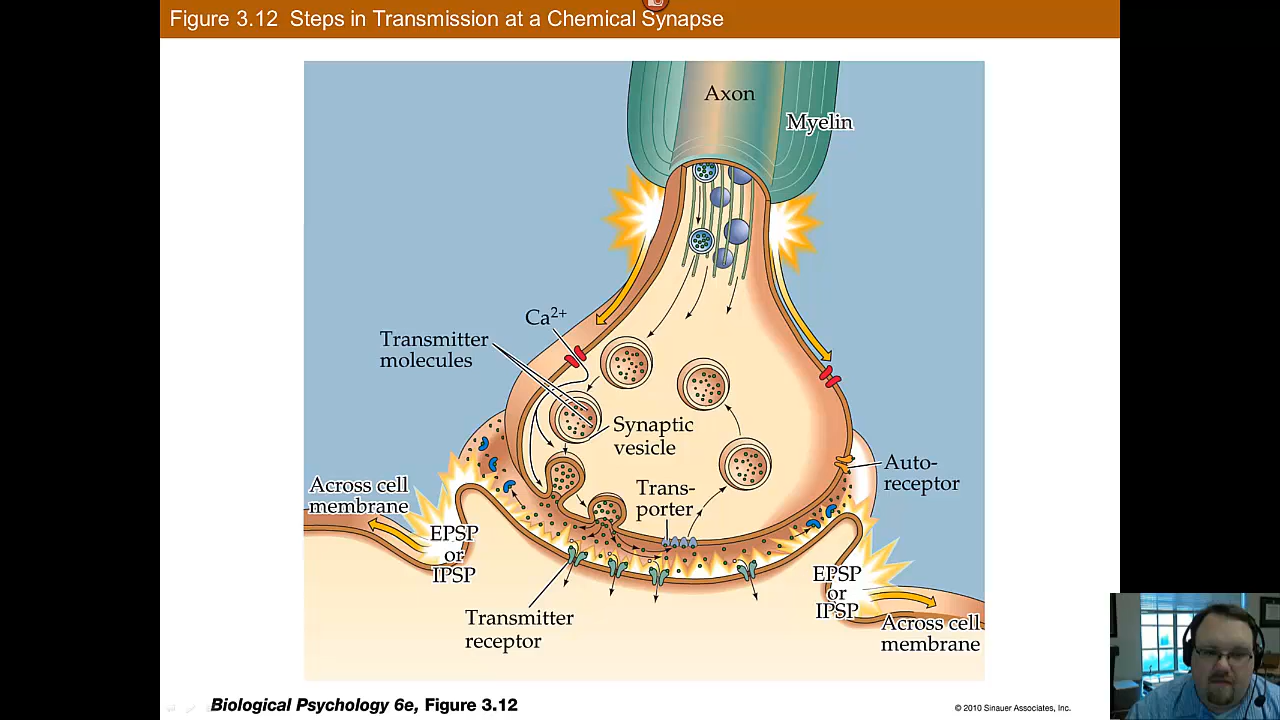 Figure 3.12 Steps in Transmission at a Chemical Synapse
Axon
Myelin
Ca2+
Transmitter
molecules
Synaptic
vesicle
Auto-
receptor
Trans-
porter
Across cell
membrane
EPSP
or
IPSP
EPSP
or
IPSP
Transmitter
receptor
Across cell
membrane
Biological Psychology 6e, Figure 3.12
© 2010 Sinauer Associates, Inc.